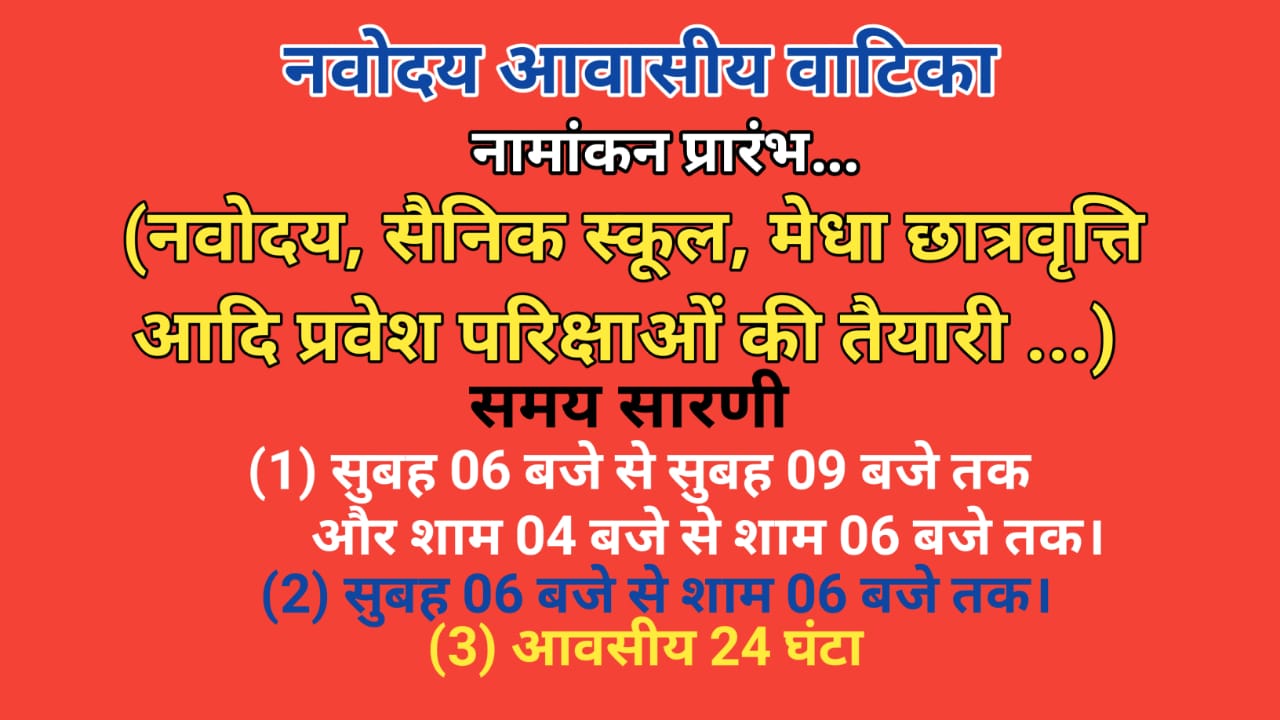 नवोदय आवासीय वाटिका
नामांकन प्रारंभ...
(नवोदय, सैनिक स्कूल, मेधा छात्रवृत्ति
आदि प्रवेश परिक्षाओं की तैयारी ...)
समय सारणी
(1) सुबह 06 बजे से सुबह 09 बजे तक
और शाम 04 बजे से शाम 06 बजे तक।
(2) सुबह 06 बजे से शाम 06 बजे तक।
(3) आवसीय 24 घंटा